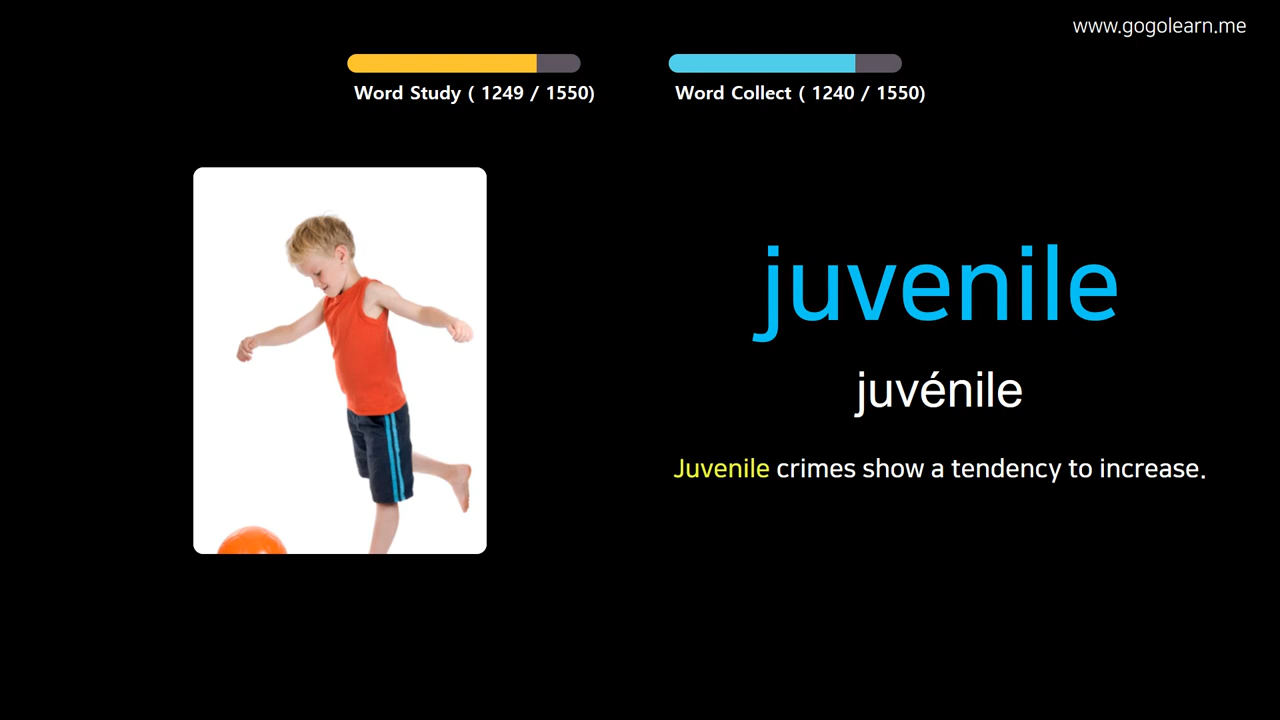 www.gogolearn.me
Word Study ( 1249 / 1550)
Word Collect ( 1240 / 1550)
juvenile
juvénile
Juvenile crimes show a tendency to increase.